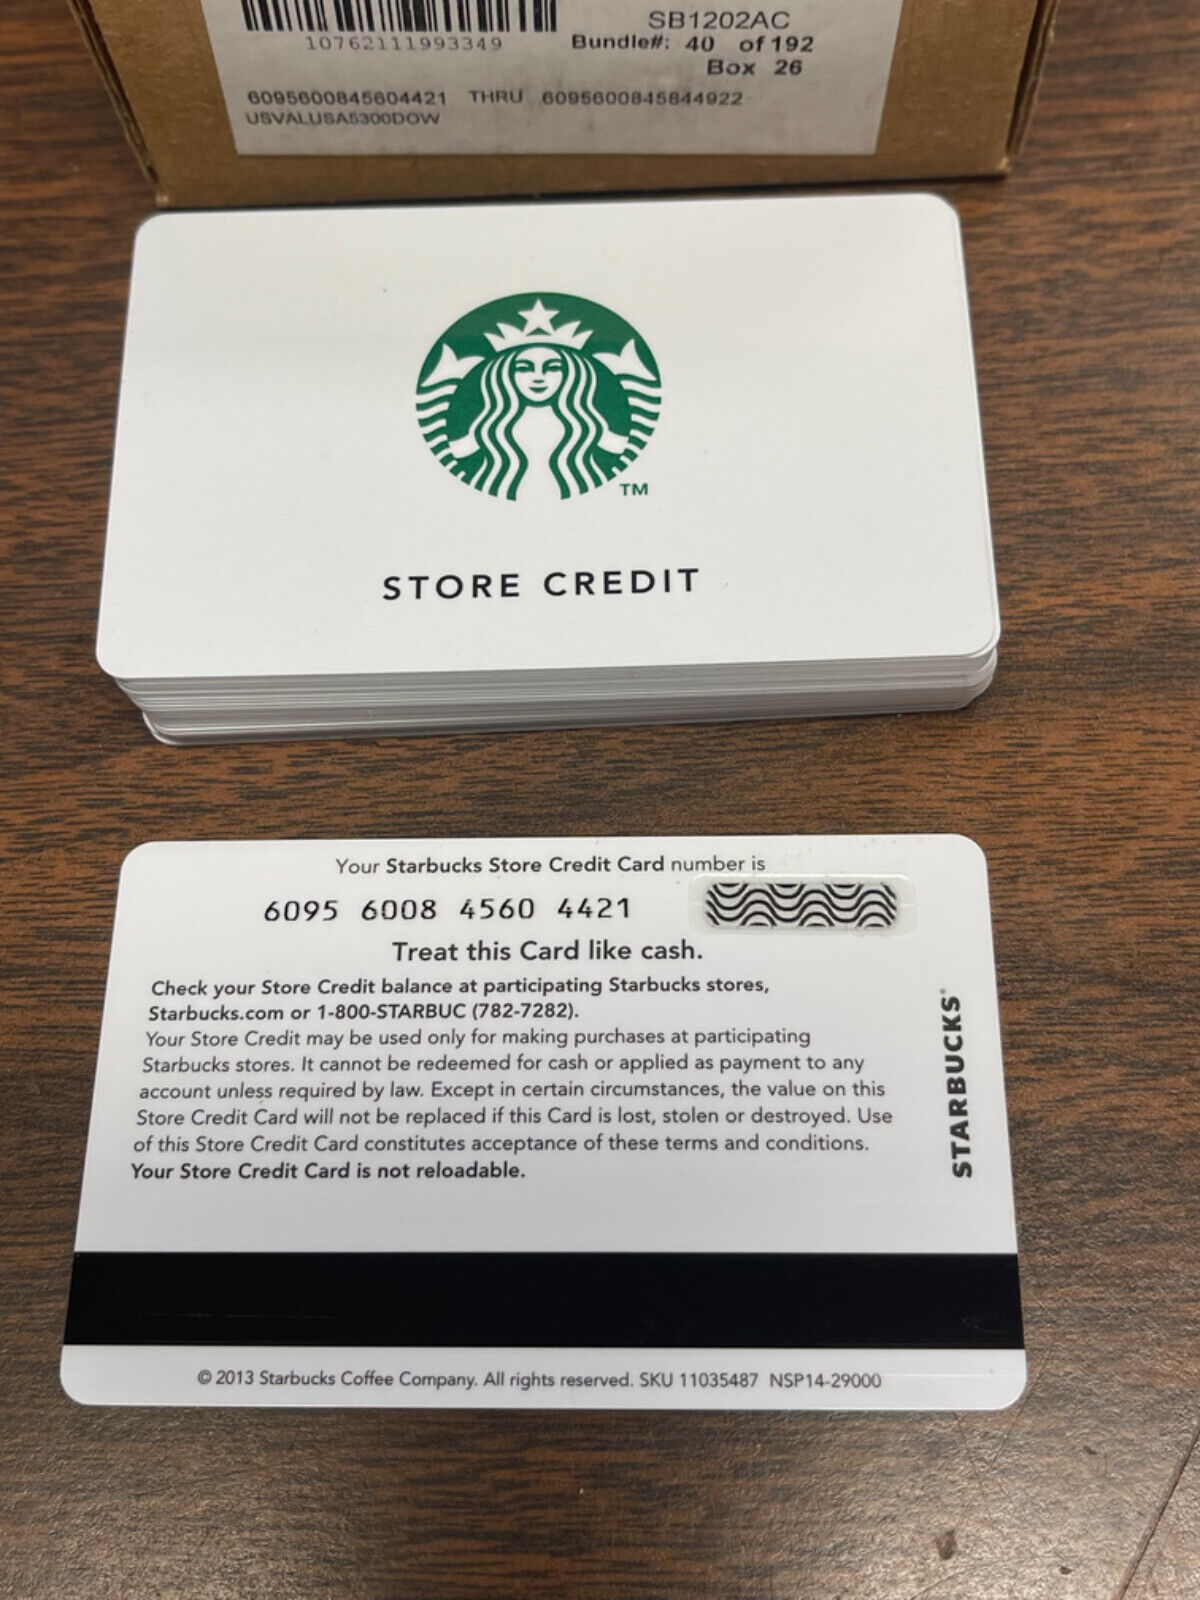 SB1202AC
10762111993349
Bundle#: 40 of 192
Box 26
6095600845604421 THRU 6095600845844922
USVALUSA5300DOW
TM
STORE CREDIT
Your Starbucks Store Credit Card number is
6095 6008 4560 4421
Treat this Card like cash.
Check your Store Credit balance at participating Starbucks stores,
Starbucks.com or 1-800-STARBUC (782-7282).
Your Store Credit may be used only for making purchases at participating
Starbucks stores. It cannot be redeemed for cash or applied as payment to any
account unless required by law. Except in certain circumstances, the value on this
Store Credit Card will not be replaced if this Card is lost, stolen or destroyed. Use
of this Store Credit Card constitutes acceptance of these terms and conditions.
Your Store Credit Card is not reloadable.
STARBUCKS®
© 2013 Starbucks Coffee Company. All rights reserved. SKU 11035487 NSP14-29000